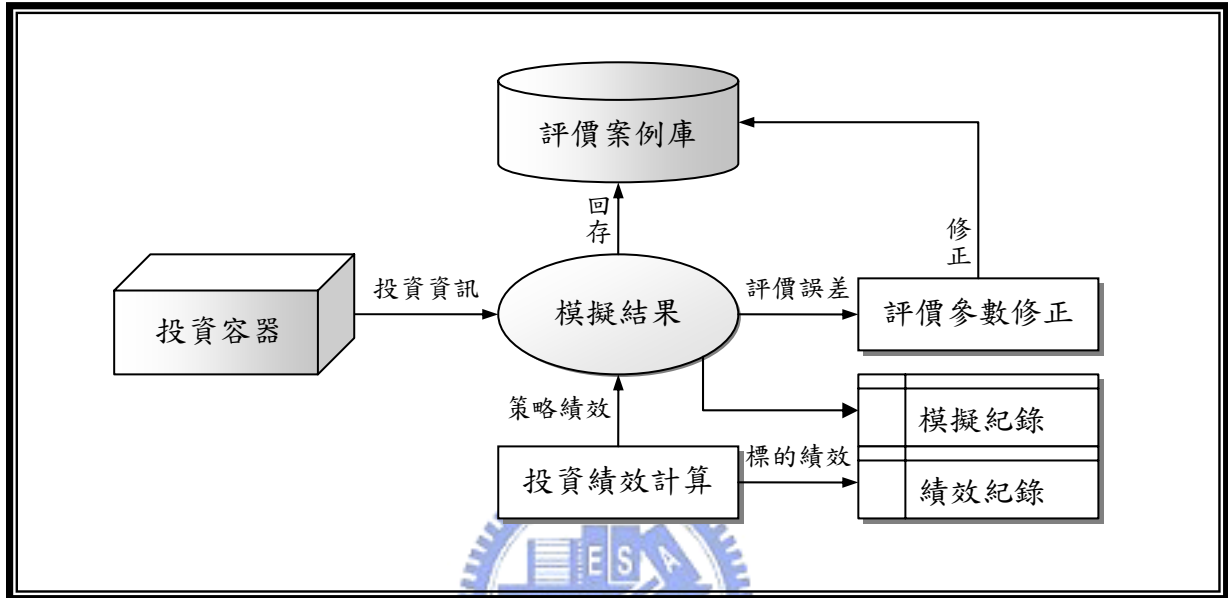 評價案例庫
回存
修正
投資資訊
評價誤差
投資容器
模擬結果
評價參數修正
策略績效
模擬紀錄
標的績效
投資績效計算
績效紀錄
E S A